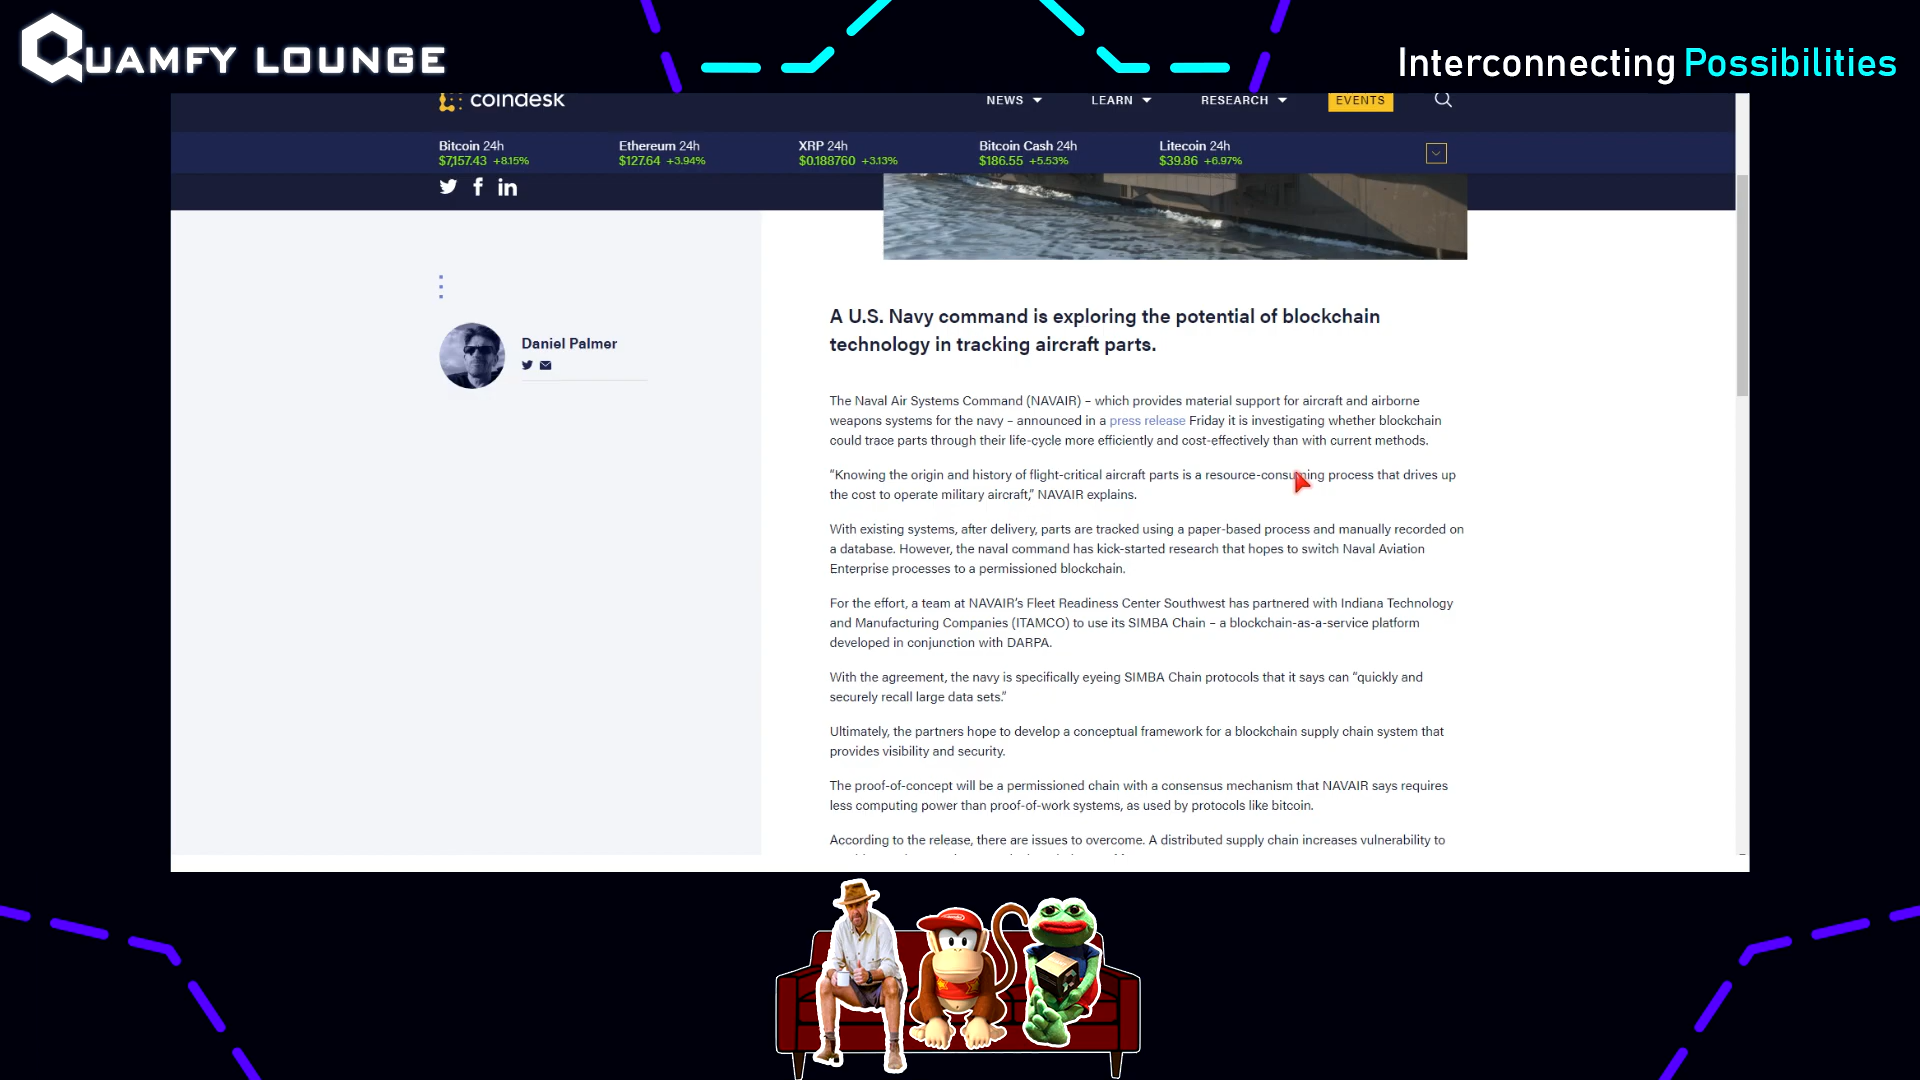 QUAMFY LOUNGE
Interconnecting Possibilities
coindesk
NEWS
LEARN
RESEARCH
EVENTS
Bitcoin 24h
$7,157.43 +8.15%
Ethereum 24h
$127.64 +3.94%
XRP 24h
$0.188760 +3.13%
Bitcoin Cash 24h
$186.55 +5.53%
Litecoin 24h
$39.86 +6.97%
Daniel Palmer
A U.S. Navy command is exploring the potential of blockchain
technology in tracking aircraft parts.
The Naval Air Systems Command (NAVAIR) – which provides material support for aircraft and airborne
weapons systems for the navy – announced in a press release Friday it is investigating whether blockchain
could trace parts through their life-cycle more efficiently and cost-effectively than with current methods.
“Knowing the origin and history of flight-critical aircraft parts is a resource-consuming process that drives up
the cost to operate military aircraft,” NAVAIR explains.
With existing systems, after delivery, parts are tracked using a paper-based process and manually recorded on
a database. However, the naval command has kick-started research that hopes to switch Naval Aviation
Enterprise processes to a permissioned blockchain.
For the effort, a team at NAVAIR’s Fleet Readiness Center Southwest has partnered with Indiana Technology
and Manufacturing Companies (ITAMCO) to use its SIMBA Chain – a blockchain-as-a-service platform
developed in conjunction with DARPA.
With the agreement, the navy is specifically eyeing SIMBA Chain protocols that it says can “quickly and
securely recall large data sets.”
Ultimately, the partners hope to develop a conceptual framework for a blockchain supply chain system that
provides visibility and security.
The proof-of-concept will be a permissioned chain with a consensus mechanism that NAVAIR says requires
less computing power than proof-of-work systems, as used by protocols like bitcoin.
According to the release, there are issues to overcome. A distributed supply chain increases vulnerability to